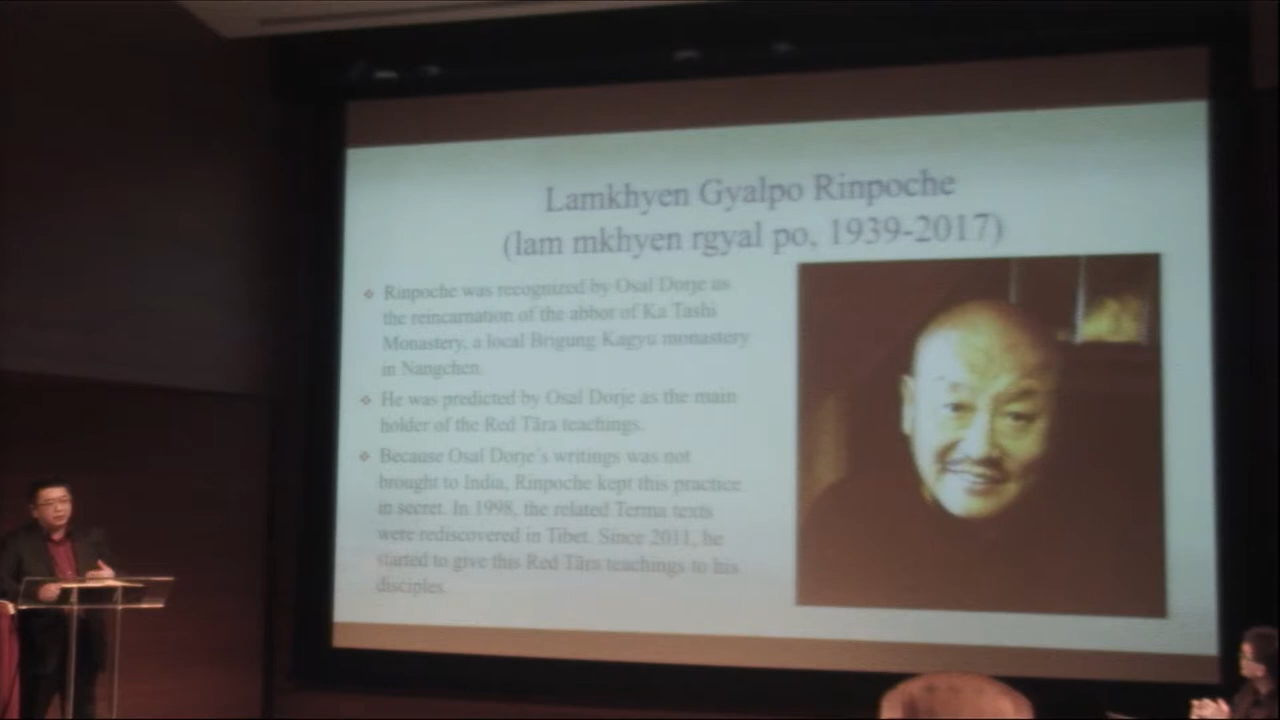 Lamkhyen Gyalpo Rinpoche
(lam mkhyen rgyal po, 1939-2017)
Rinpoche was recognized by Osal Dorje as
the reincarnation of the abbot of Ka Tashi
Monastery, a local Brigung Kagyu monastery
in Nangchen.
He was predicted by Osal Dorje as the main
holder of the Red Tāra teachings.
Because Osal Dorje's writings was not
brought to India, Rinpoche kept this practice
in secret. In 1998, the related Terma texts
were rediscovered in Tibet. Since 2011, he
started to give this Red Tāra teachings to his
disciples.